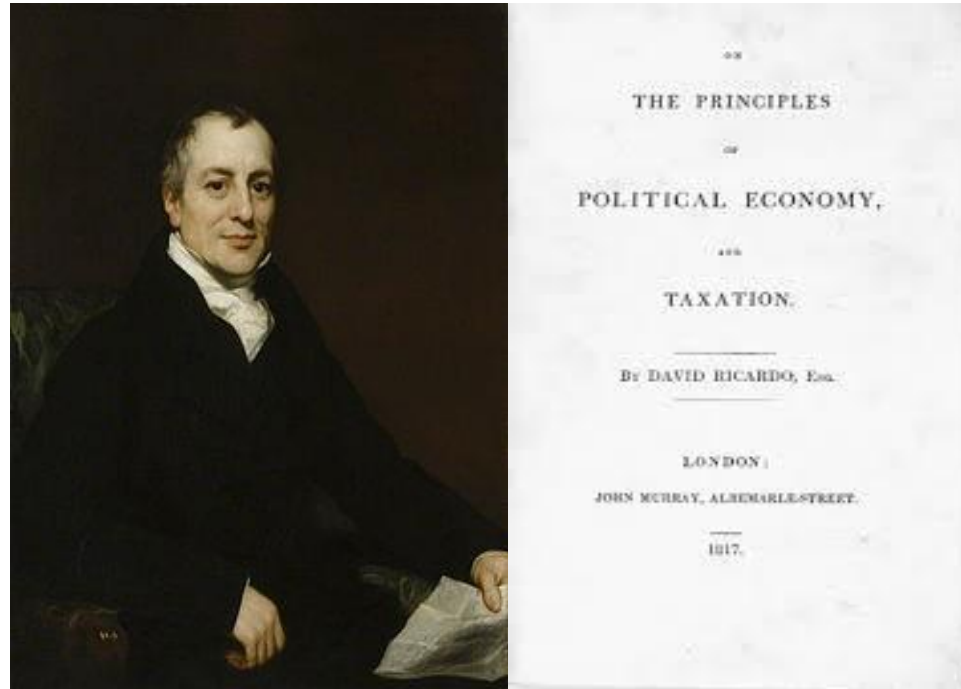 ON
THE PRINCIPLES
OF
POLITICAL ECONOMY,
AND
TAXATION.
By DAVID RICARDO, Esq.
LONDON:
JOHN MURRAY, ALBEMARLE-STREET.
1817.